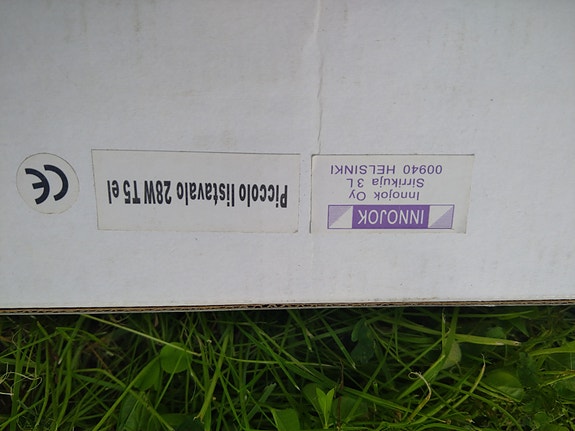 INNOJOK
Innojok Oy
Sirrikuja 3 L
00940 HELSINKI
Piccolo listavalo 28W T5 el
CE